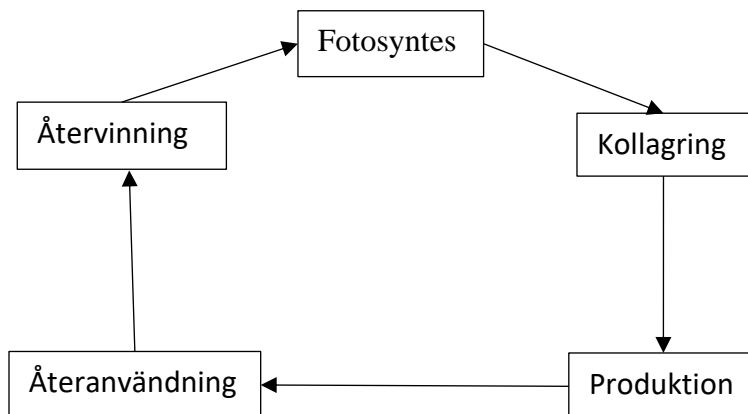 Fotosyntes
Kollagring
Produktion
Återanvändning
Återvinning